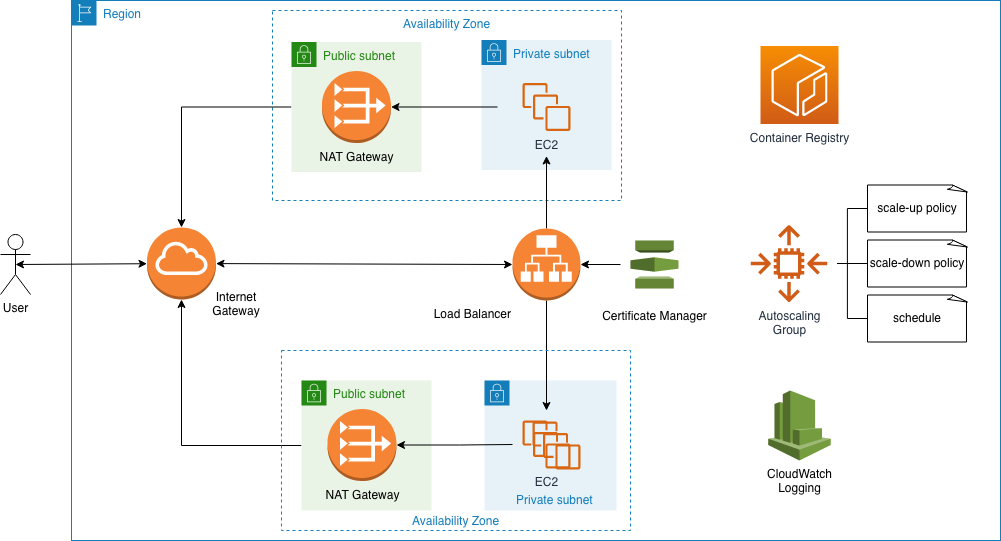 Region
Availability Zone
Public subnet
Private subnet
NAT Gateway
EC2
Container Registry
scale-up policy
scale-down policy
schedule
User
Internet
Gateway
Load Balancer
Certificate Manager
Autoscaling
Group
Public subnet
NAT Gateway
EC2
Private subnet
Availability Zone
CloudWatch
Logging